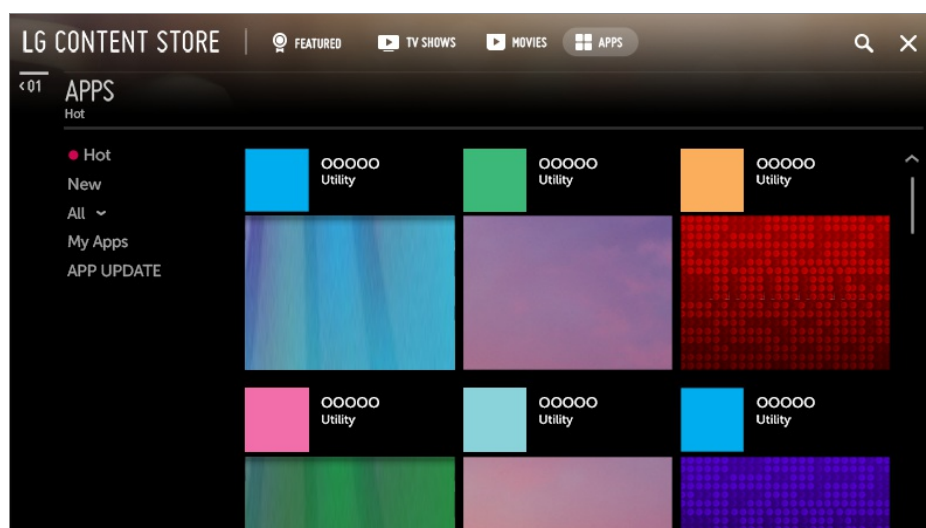 LG CONTENT STORE FEATURED TV SHOWS MOVIES APPS
<01
APPS
Hot
Hot
New
All
My Apps
APP UPDATE
OOOOO
Utility
OOOOO
Utility
OOOOO
Utility
OOOOO
Utility
OOOOO
Utility
OOOOO
Utility